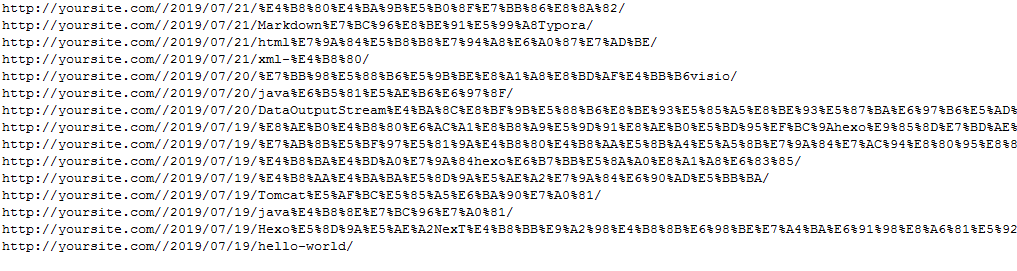 http://yoursite.com//2019/07/21/%E4%B8%80%E4%BA%9B%E5%B0%8F%E7%BB%86%E8%8A%82/
http://yoursite.com//2019/07/21/Markdown%E7%BC%96%E8%BE%91%E5%99%A8Typora/
http://yoursite.com//2019/07/21/html%E7%9A%84%E5%B8%B8%E7%94%A8%E6%A0%87%E7%AD%BE/
http://yoursite.com//2019/07/21/xml-%E4%B8%80/
http://yoursite.com//2019/07/20/%E7%BB%98%E5%88%B6%E5%9B%BE%E8%A1%A8%E8%BD%AF%E4%BB%B6visio/
http://yoursite.com//2019/07/20/java%E6%B5%81%E5%AE%B6%E6%97%8F/
http://yoursite.com//2019/07/20/DataOutputStream%E4%BA%8C%E8%BF%9B%E5%88%B6%E8%BE%93%E5%85%A5%E8%BE%93%E5%87%BA%E6%97%B6%E5%AD%
http://yoursite.com//2019/07/19/%E8%AE%B0%E4%B8%80%E6%AC%A1%E8%B8%A9%E5%9D%91%E8%AE%B0%E5%BD%95%EF%BC%9Ahexo%E9%85%8D%E7%BD%AE%
http://yoursite.com//2019/07/19/%E7%AB%8B%E5%BF%97%E5%81%9A%E4%B8%80%E4%B8%AA%E5%8B%A4%E5%A5%8B%E7%9A%84%E7%AC%94%E8%80%95%E8%8
http://yoursite.com//2019/07/19/%E4%B8%BA%E4%BD%A0%E7%9A%84hexo%E6%B7%BB%E5%8A%A0%E8%A1%A8%E6%83%85/
http://yoursite.com//2019/07/19/%E4%B8%AA%E4%BA%BA%E5%8D%9A%E5%AE%A2%E7%9A%84%E6%90%AD%E5%BB%BA/
http://yoursite.com//2019/07/19/Tomcat%E5%AF%BC%E5%85%A5%E6%BA%90%E7%A0%81/
http://yoursite.com//2019/07/19/java%E4%B8%8E%E7%BC%96%E7%A0%81/
http://yoursite.com//2019/07/19/Hexo%E5%8D%9A%E5%AE%A2NexT%E4%B8%BB%E9%A2%98%E4%B8%8B%E6%98%BE%E7%A4%BA%E6%91%98%E8%A6%81%E5%92
http://yoursite.com//2019/07/19/hello-world/